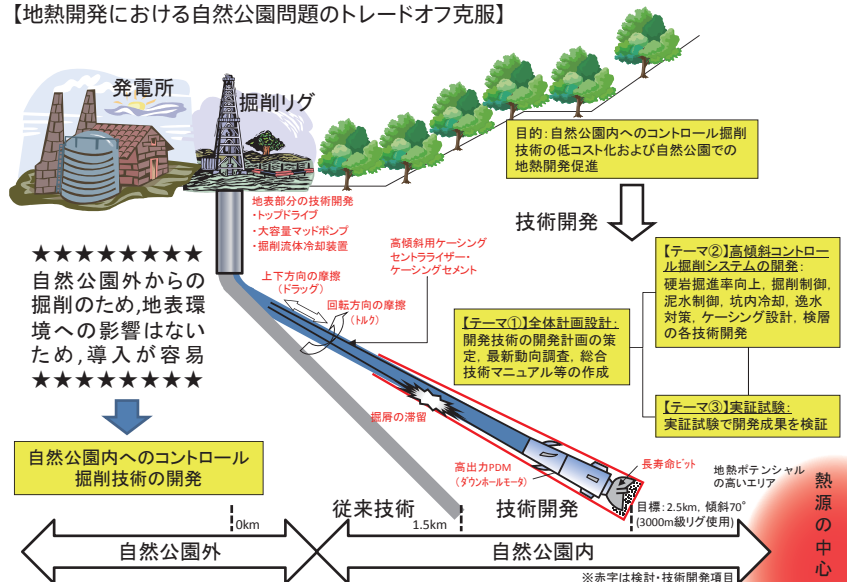 【地熱開発における自然公園問題のトレードオフ克服】
発電所
掘削リグ
目的:自然公園内へのコントロール掘削
技術の低コスト化および自然公園での
地熱開発促進
技術開発
地表部分の技術開発
・トップドライブ
・大容量マッドポンプ
・掘削流体冷却装置
高傾斜用ケーシング
セントラライザー・
ケーシングセメント
★★★★★★★★
自然公園外からの
掘削のため,地表環
境への影響はない
ため,導入が容易
★★★★★★★★
上下方向の摩擦
(ドラッグ)
回転方向の摩擦
(トルク)
【テーマ①】全体計画設計:
開発技術の開発計画の策
定,最新動向調査,総合
技術マニュアル等の作成
【テーマ②】高傾斜コントロー
ル掘削システムの開発:
硬岩掘進率向上,掘削制御,
泥水制御,坑内冷却,逸水
対策,ケーシング設計,検層
の各技術開発
【テーマ③】実証試験:
実証試験で開発成果を検証
掘屑の滞留
自然公園内へのコントロール
掘削技術の開発
高出力PDM
(ダウンホールモータ)
長寿命ビット
地熱ポテンシャル
の高いエリア
熱源の中心
従来技術
技術開発
目標:2.5km,傾斜70°
(3000m級リグ使用)
0km
1.5km
自然公園外
自然公園内
※赤字は検討・技術開発項目